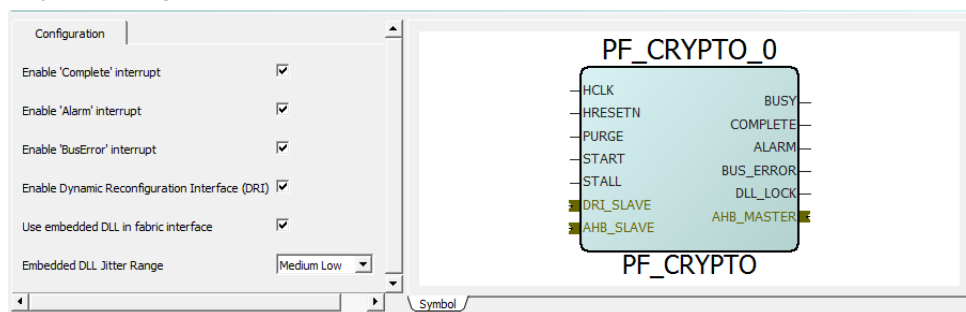 Configuration
Enable 'Complete' interrupt
Enable 'Alarm' interrupt
Enable 'BusError' interrupt
Enable Dynamic Reconfiguration Interface (DRI)
Use embedded DLL in fabric interface
Embedded DLL Jitter Range
Medium Low
PF_CRYPTO_0
HCLK
HRESETN
PURGE
START
STALL
DRI_SLAVE
AHB_SLAVE
BUSY
COMPLETE
ALARM
BUS_ERROR
DLL_LOCK
AHB_MASTER
PF_CRYPTO
Symbol